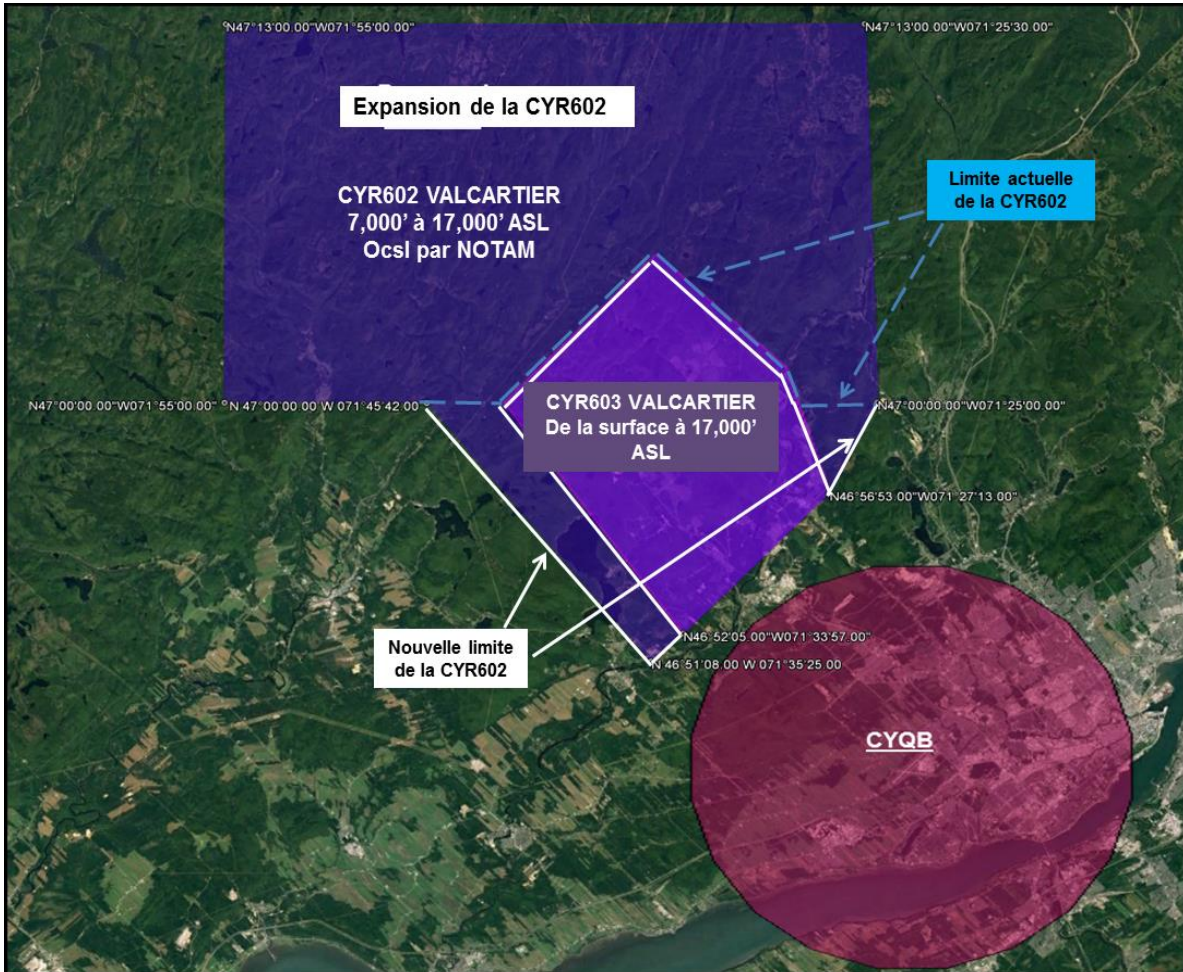 N47°13'00.00"W071°55'00.00"
N47°13'00.00"W071°25'30.00"
Expansion de la CYR602
Limite actuelle
de la CYR602
CYR602 VALCARTIER
7,000' à 17,000' ASL
Ocsl par NOTAM
N47°00'00.00"W071°55'00.00"
N 47°00'00.00 W 071°45'42.00
CYR603 VALCARTIER
De la surface à 17,000'
ASL
N47°00'00.00"W071°25'00.00"
N46°56'53.00"W071°27'13.00"
Nouvelle limite
de la CYR602
N46°52'05.00"W071°33'57.00"
N 46°51'08.00 W 071°35'25.00
CYQB